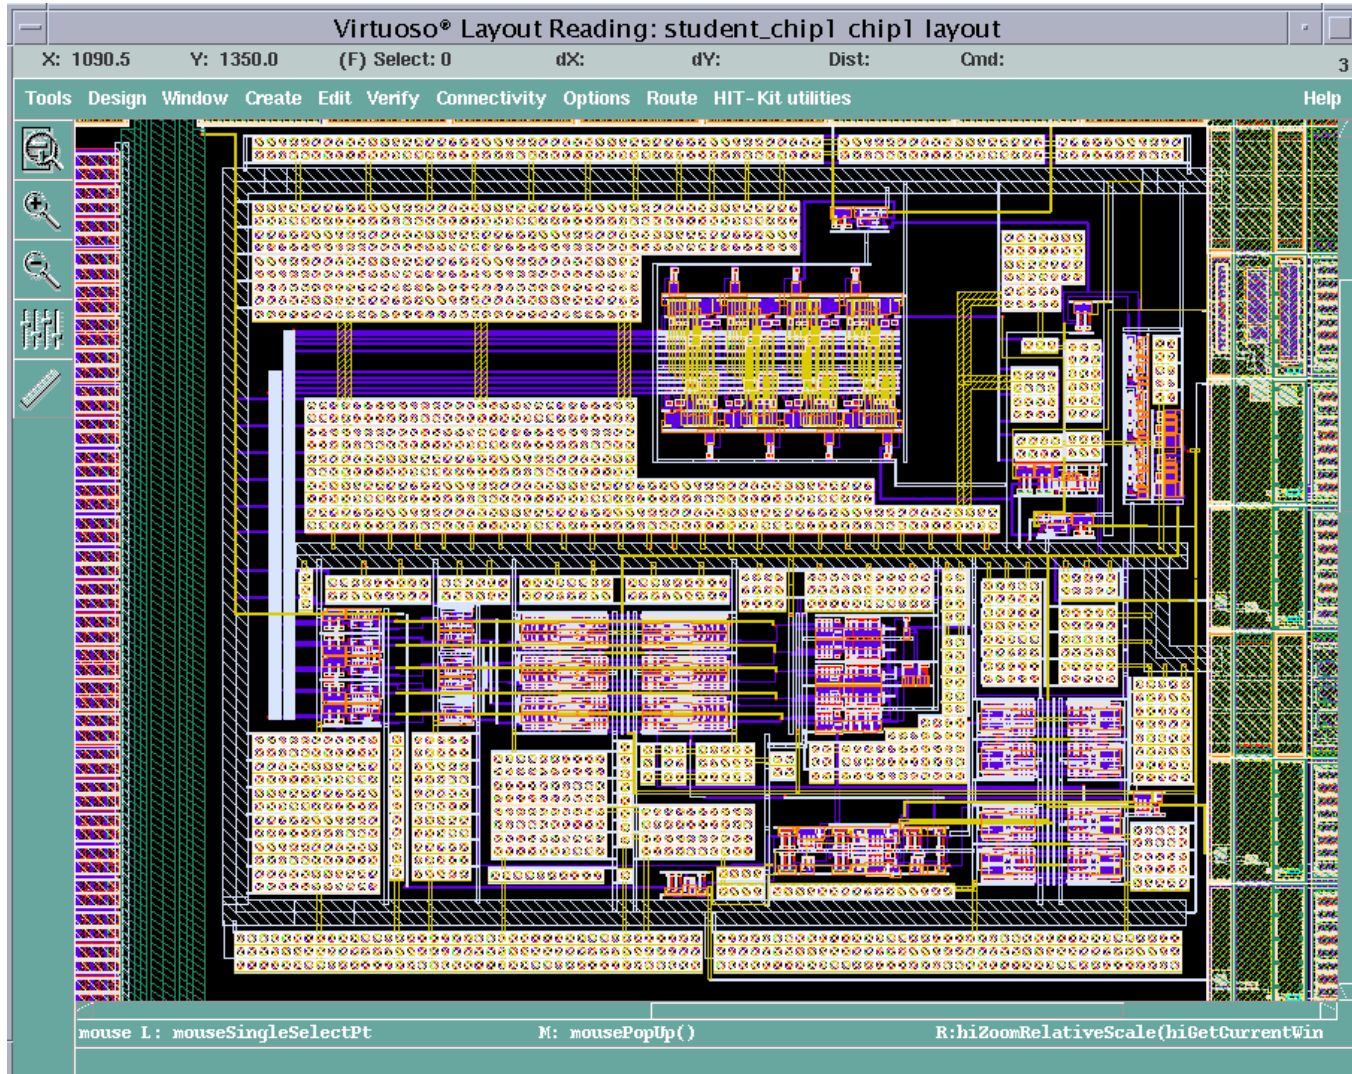 Virtuoso® Layout Reading: student_chip1 chip1 layout
X: 1090.5 Y: 1350.0 (F) Select: 0 dX: dY: Dist: Cmd: 3
Tools Design Window Create Edit Verify Connectivity Options Route HIT-Kit utilities Help
mouse L: mouseSingleSelectPt M: mousePopUp() R:hiZoomRelativeScale(hiGetCurrentWin